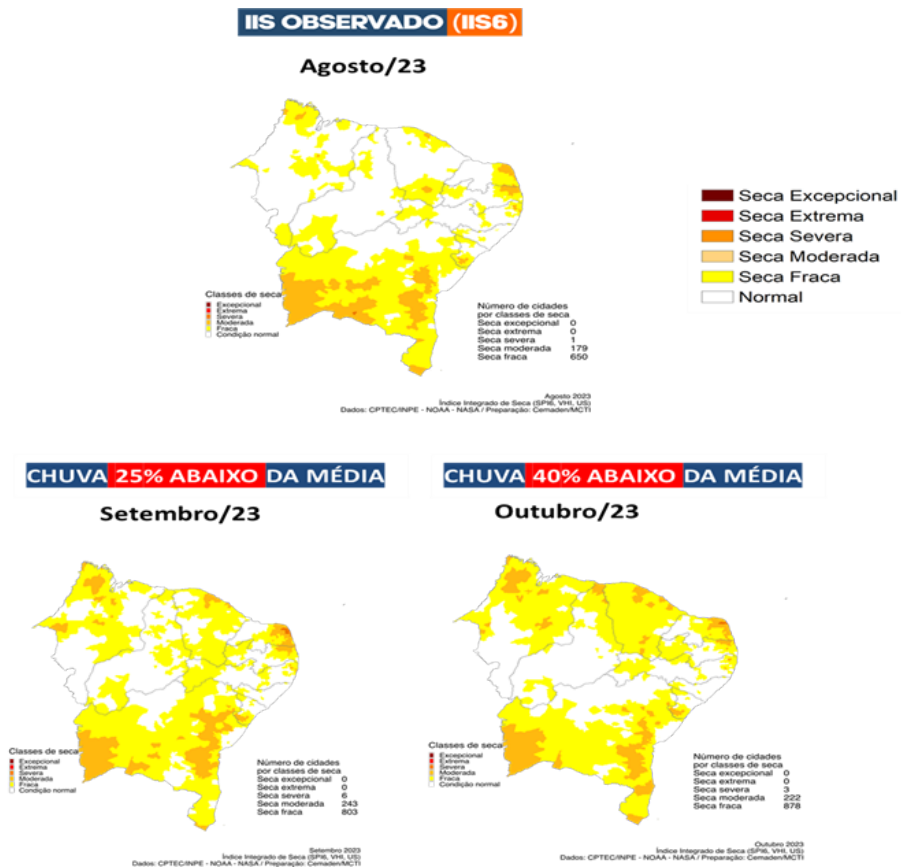 IIS OBSERVADO (IIS6)
Agosto/23
Seca Excepcional
Seca Extrema
Seca Severa
Seca Moderada
Seca Fraca
Normal
Classes de seca
Excepcional
Extrema
Severa
Moderada
Fraca
Condição normal
Número de cidades
por classes de seca
Seca excepcional 0
Seca extrema 0
Seca severa 1
Seca moderada 179
Seca fraca 650
Agosto 2023
Índice Integrado de Seca (SPI6, VHI, US)
Dados: CPTEC/INPE - NOAA - NASA / Preparação: Cemaden/MCTI
CHUVA 25% ABAIXO DA MÉDIA
Setembro/23
Classes de seca
Excepcional
Extrema
Severa
Moderada
Fraca
Condição normal
Número de cidades
por classes de seca
Seca excepcional 0
Seca extrema 0
Seca severa 6
Seca moderada 243
Seca fraca 803
Setembro 2023
Índice Integrado de Seca (SPI6, VHI, US)
Dados: CPTEC/INPE - NOAA - NASA / Preparação: Cemaden/MCTI
CHUVA 40% ABAIXO DA MÉDIA
Outubro/23
Classes de seca
Excepcional
Extrema
Severa
Moderada
Fraca
Condição normal
Número de cidades
por classes de seca
Seca excepcional 0
Seca extrema 0
Seca severa 3
Seca moderada 222
Seca fraca 878
Outubro 2023
Índice Integrado de Seca (SPI6, VHI, US)
Dados: CPTEC/INPE - NOAA - NASA / Preparação: Cemaden/MCTI